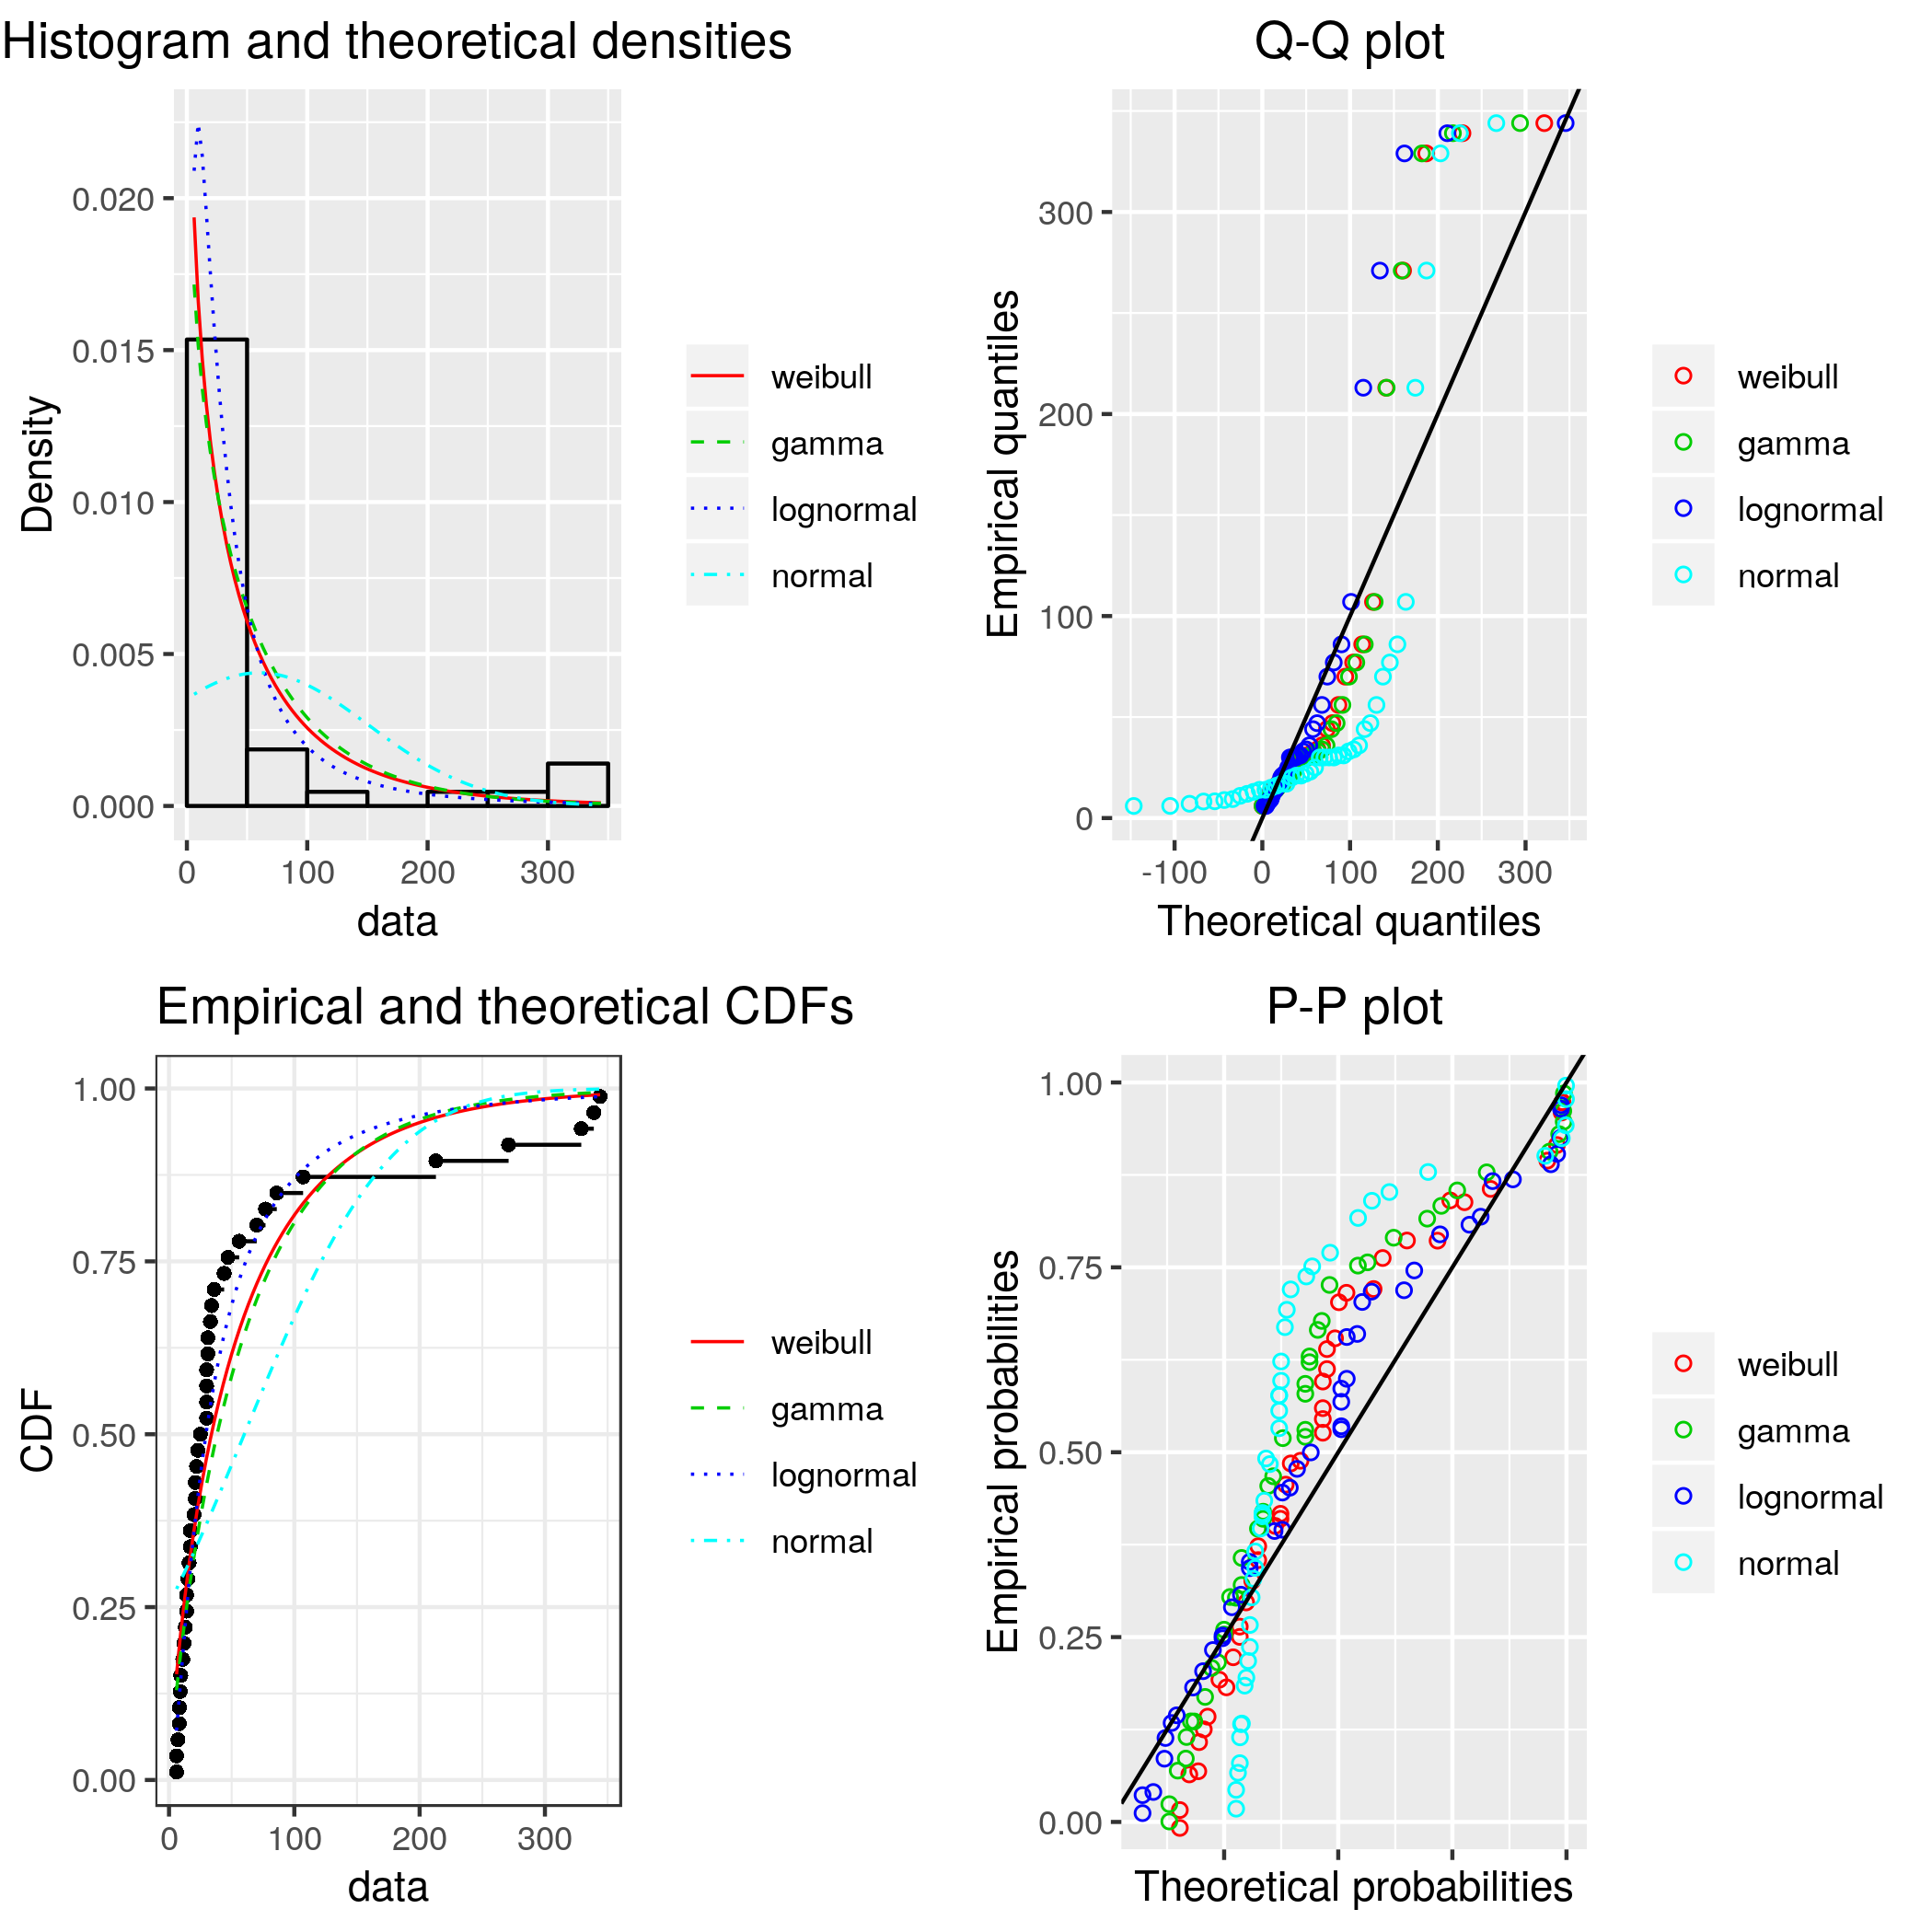 Histogram and theoretical densities
Density
0.020
0.015
0.010
0.005
0.000
0 100 200 300
data
weibull
gamma
lognormal
normal
Q-Q plot
Empirical quantiles
300
200
100
0
-100 0 100 200 300
Theoretical quantiles
weibull
gamma
lognormal
normal
Empirical and theoretical CDFs
CDF
1.00
0.75
0.50
0.25
0.00
0 100 200 300
data
weibull
gamma
lognormal
normal
P-P plot
Empirical probabilities
1.00
0.75
0.50
0.25
0.00
Theoretical probabilities
weibull
gamma
lognormal
normal